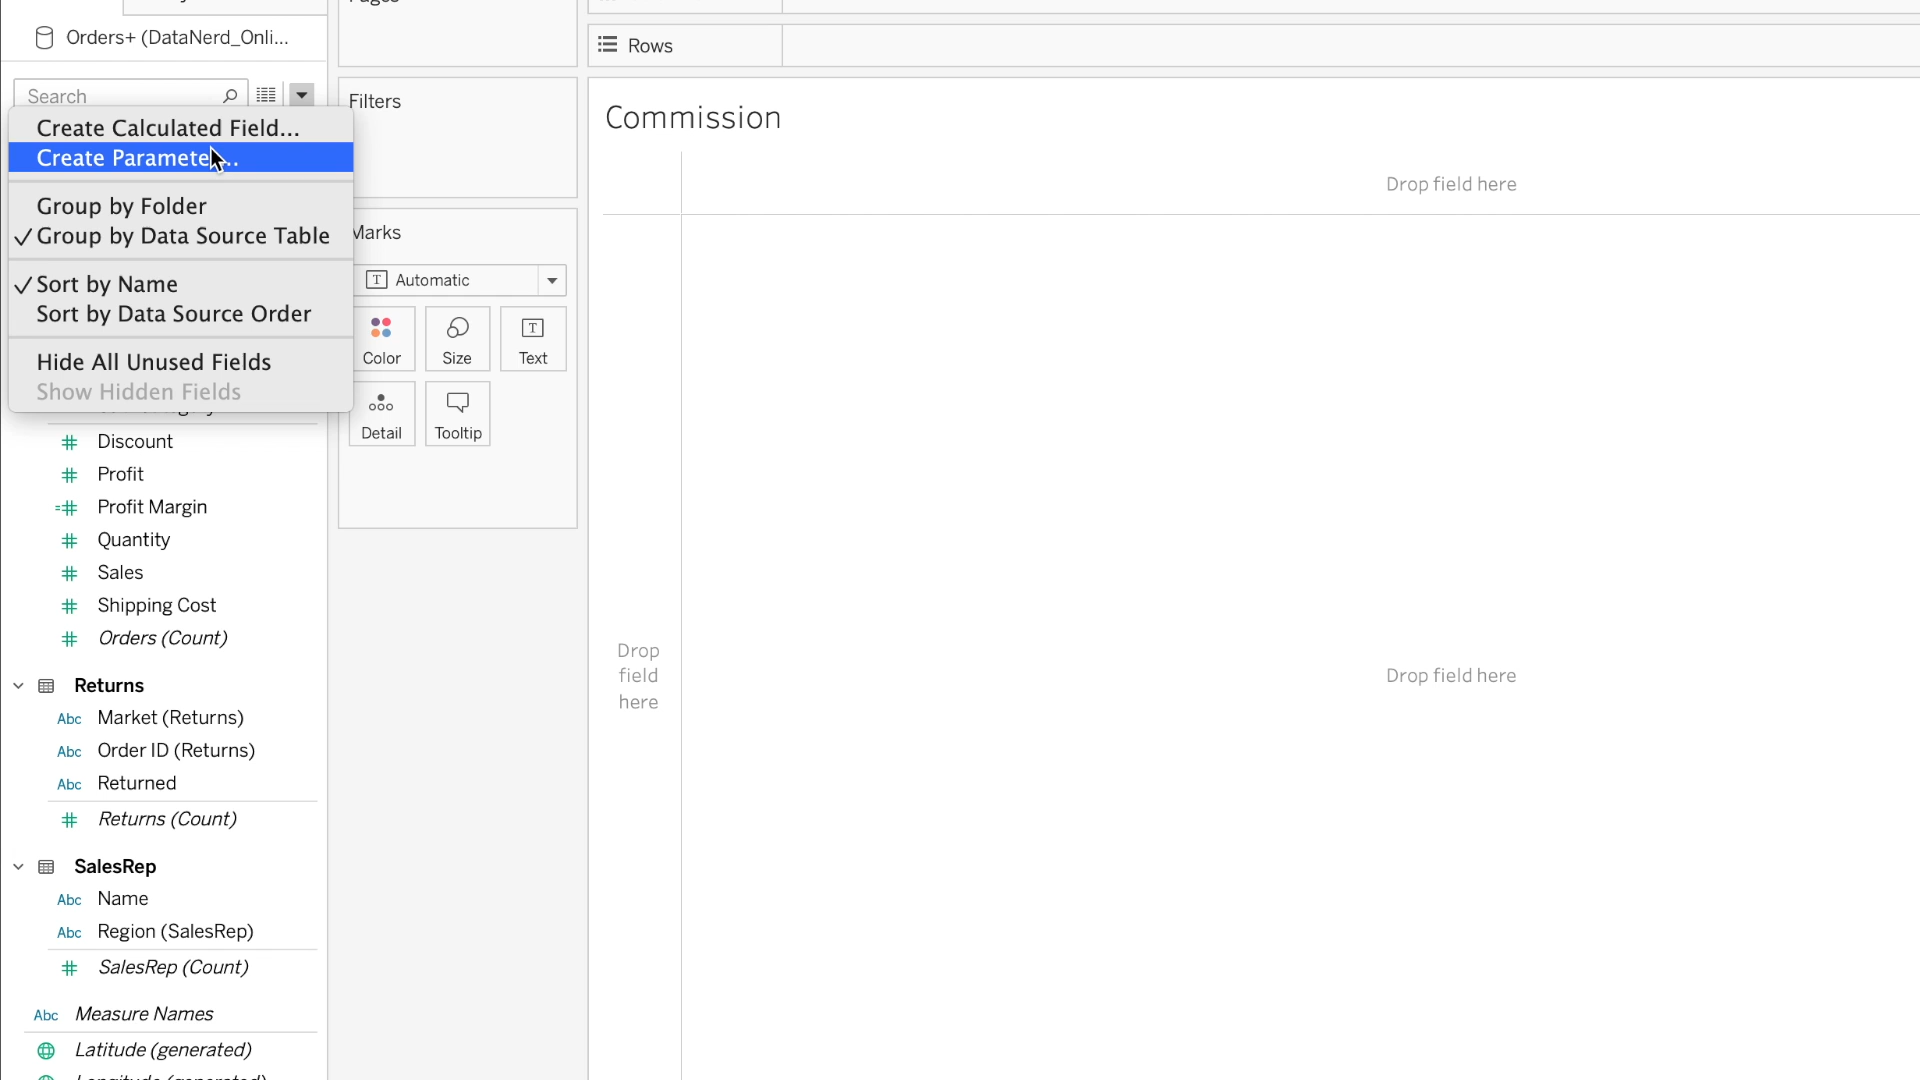 Orders+ (DataNerd_Onli...
Search
Create Calculated Field...
Create Paramete...
Group by Folder
Group by Data Source Table
Sort by Name
Sort by Data Source Order
Hide All Unused Fields
Show Hidden Fields
Discount
Profit
Profit Margin
Quantity
Sales
Shipping Cost
Orders (Count)
Returns
Abc Market (Returns)
Abc Order ID (Returns)
Abc Returned
Returns (Count)
SalesRep
Abc Name
Abc Region (SalesRep)
SalesRep (Count)
Abc Measure Names
Latitude (generated)
Filters
Marks
T Automatic
Color
Size
T
Text
Detail
Tooltip
Rows
Commission
Drop field here
Drop
field
here
Drop field here